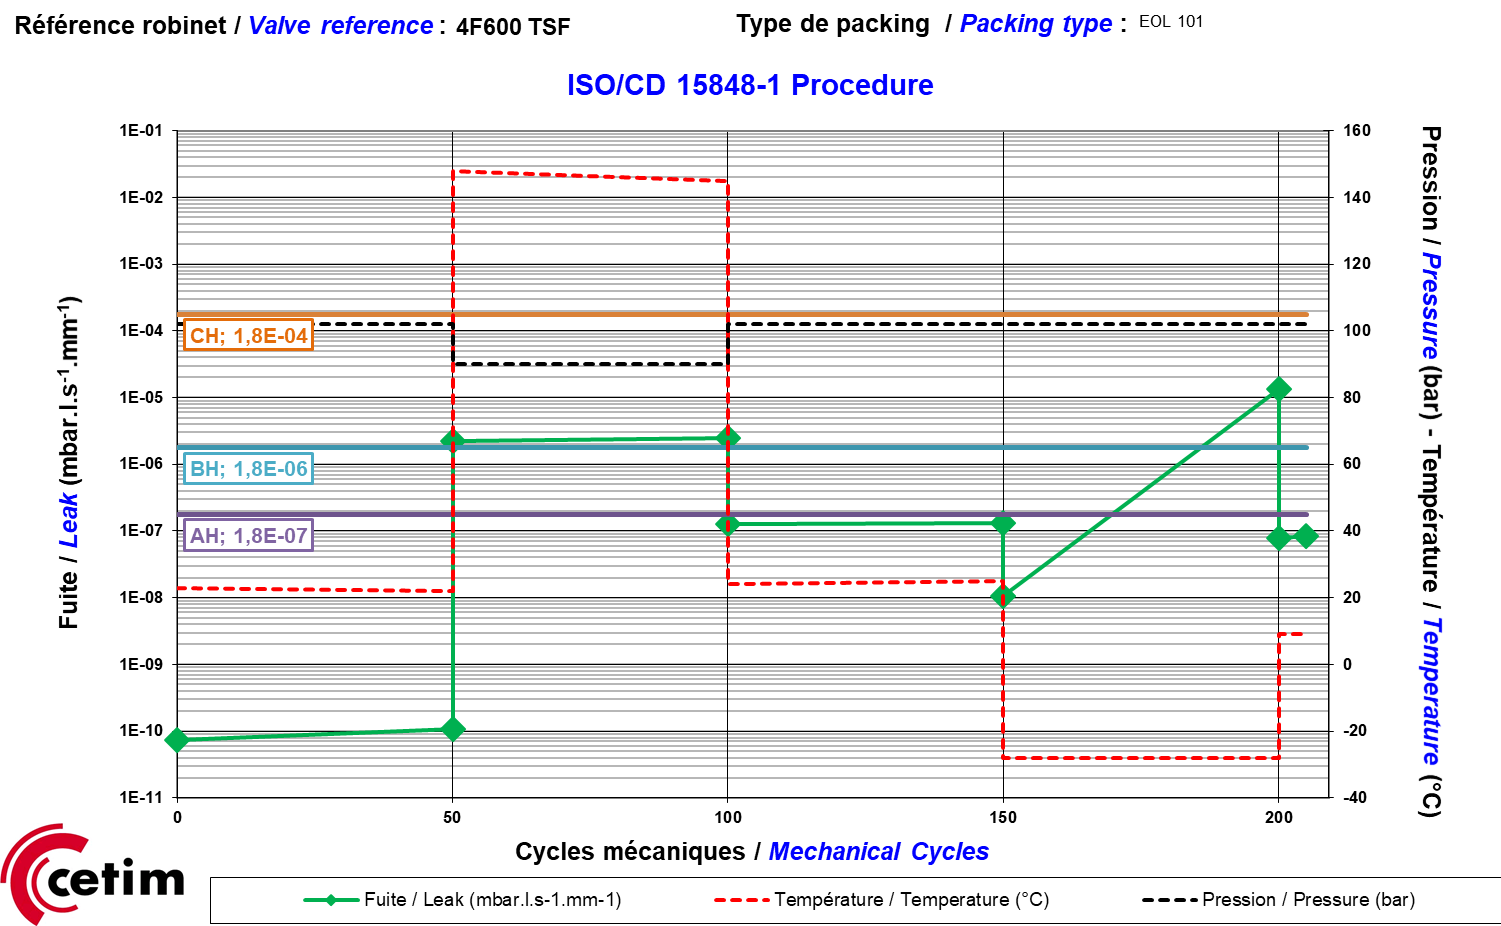 Référence robinet / Valve reference : 4F600 TSF
Type de packing / Packing type : EOL 101
ISO/CD 15848-1 Procedure
1E-01
1E-02
1E-03
1E-04
1E-05
1E-06
1E-07
1E-08
1E-09
1E-10
1E-11
Fuite / Leak (mbar.l.s-1.mm-1)
CH; 1,8E-04
BH; 1,8E-06
AH; 1,8E-07
160
140
120
100
80
60
40
20
0
-20
-40
Pression / Pressure (bar) - Température / Temperature (°C)
0 50 100 150 200
Cycles mécaniques / Mechanical Cycles
cetim
Fuite / Leak (mbar.l.s-1.mm-1) Température / Temperature (°C) Pression / Pressure (bar)